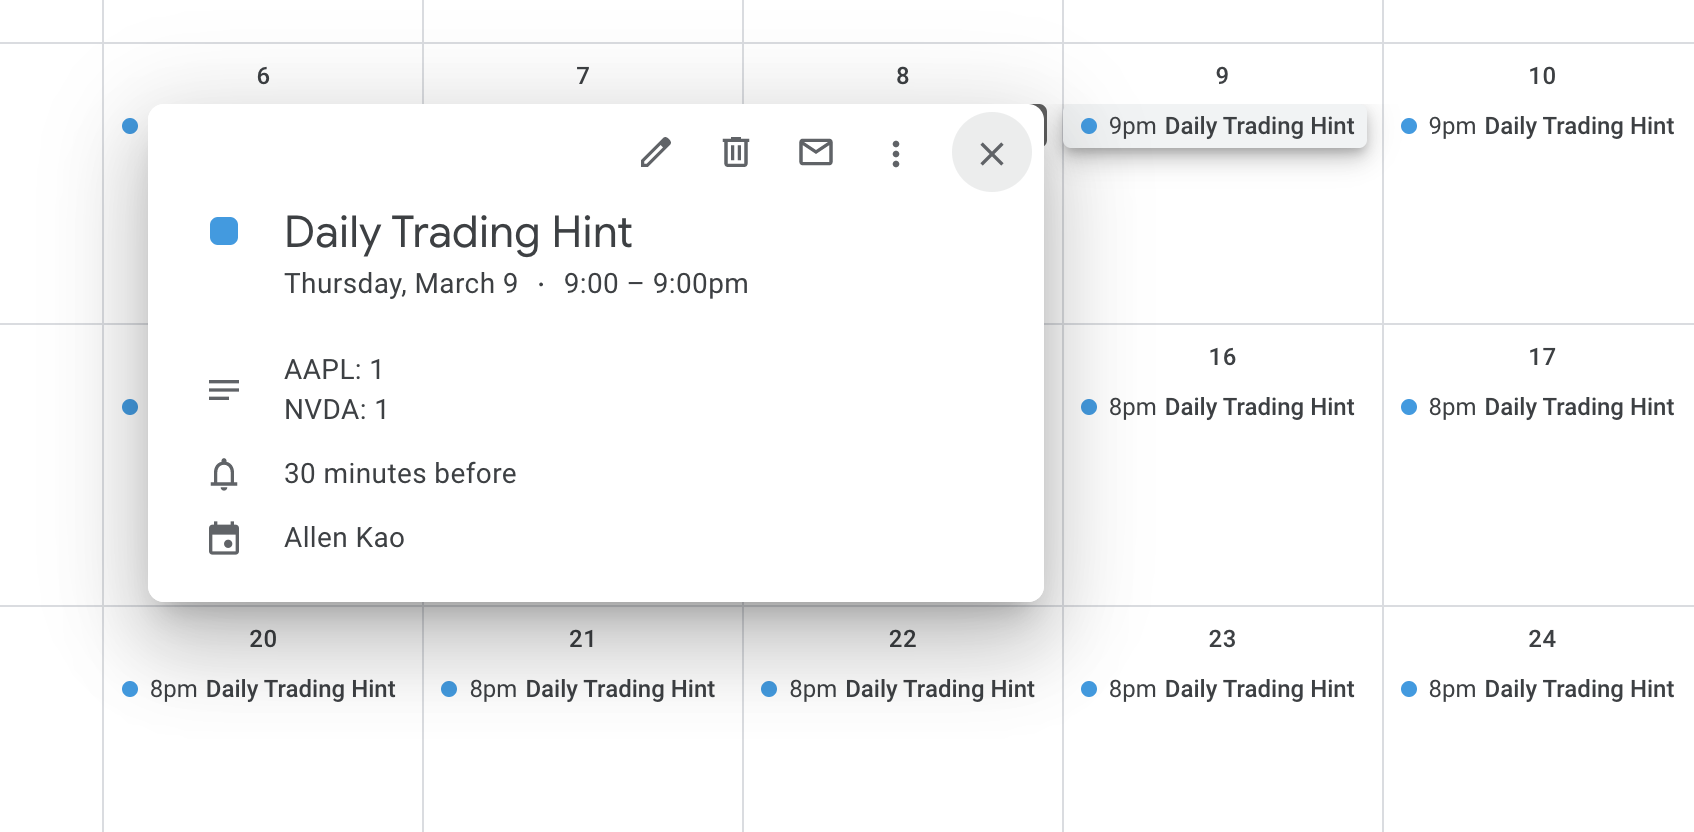 6
7
8
9
10
9pm Daily Trading Hint
9pm Daily Trading Hint
Daily Trading Hint
Thursday, March 9 · 9:00 – 9:00pm
AAPL: 1
NVDA: 1
30 minutes before
Allen Kao
16
17
8pm Daily Trading Hint
8pm Daily Trading Hint
20
21
22
23
24
8pm Daily Trading Hint
8pm Daily Trading Hint
8pm Daily Trading Hint
8pm Daily Trading Hint
8pm Daily Trading Hint